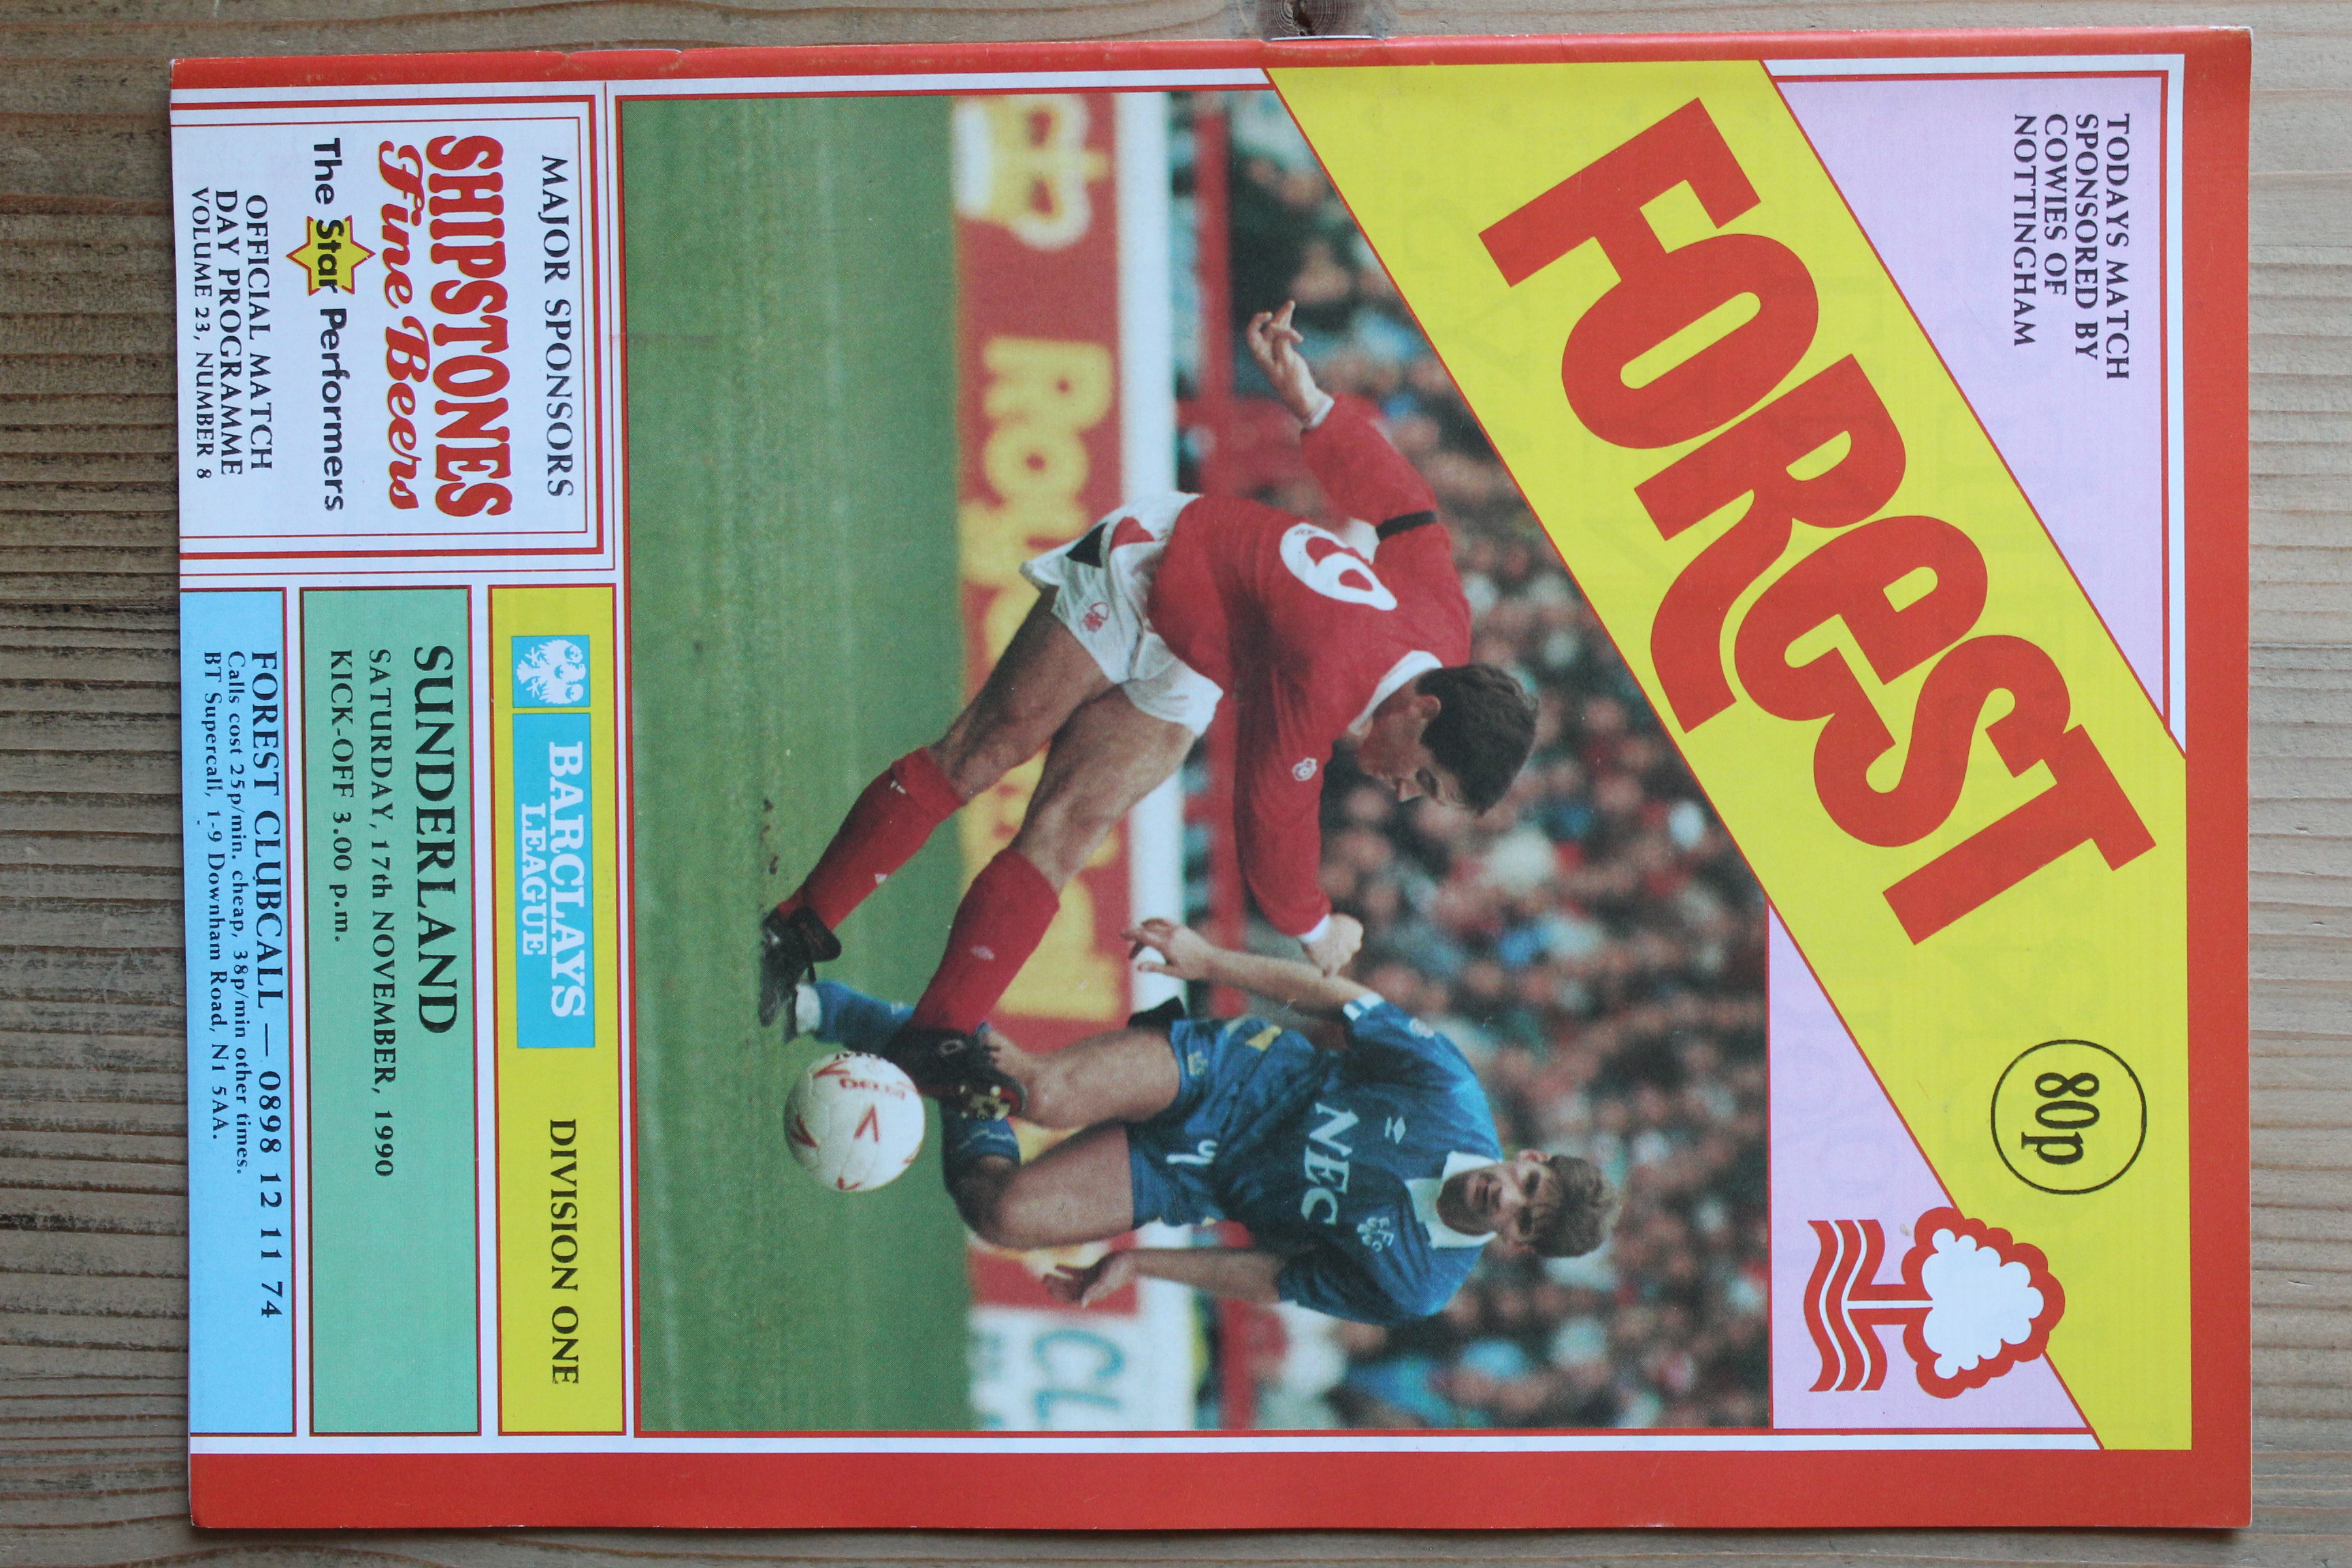 TODAYS MATCH
SPONSORED BY
COWIES OF
NOTTINGHAM
FOREST
80p
9
NEC
EFC
MAJOR SPONSORS
SHIPSTONES
Fine Beers
The Star Performers
OFFICIAL MATCH
DAY PROGRAMME
VOLUME 23, NUMBER 8
BARCLAYS
LEAGUE
DIVISION ONE
SUNDERLAND
SATURDAY, 17th NOVEMBER, 1990
KICK-OFF 3.00 p.m.
FOREST CLUBCALL — 0898 12 11 74
Calls cost 25p/min. cheap, 38p/min other times.
BT Supercall, 1-9 Downham Road, N1 5AA.